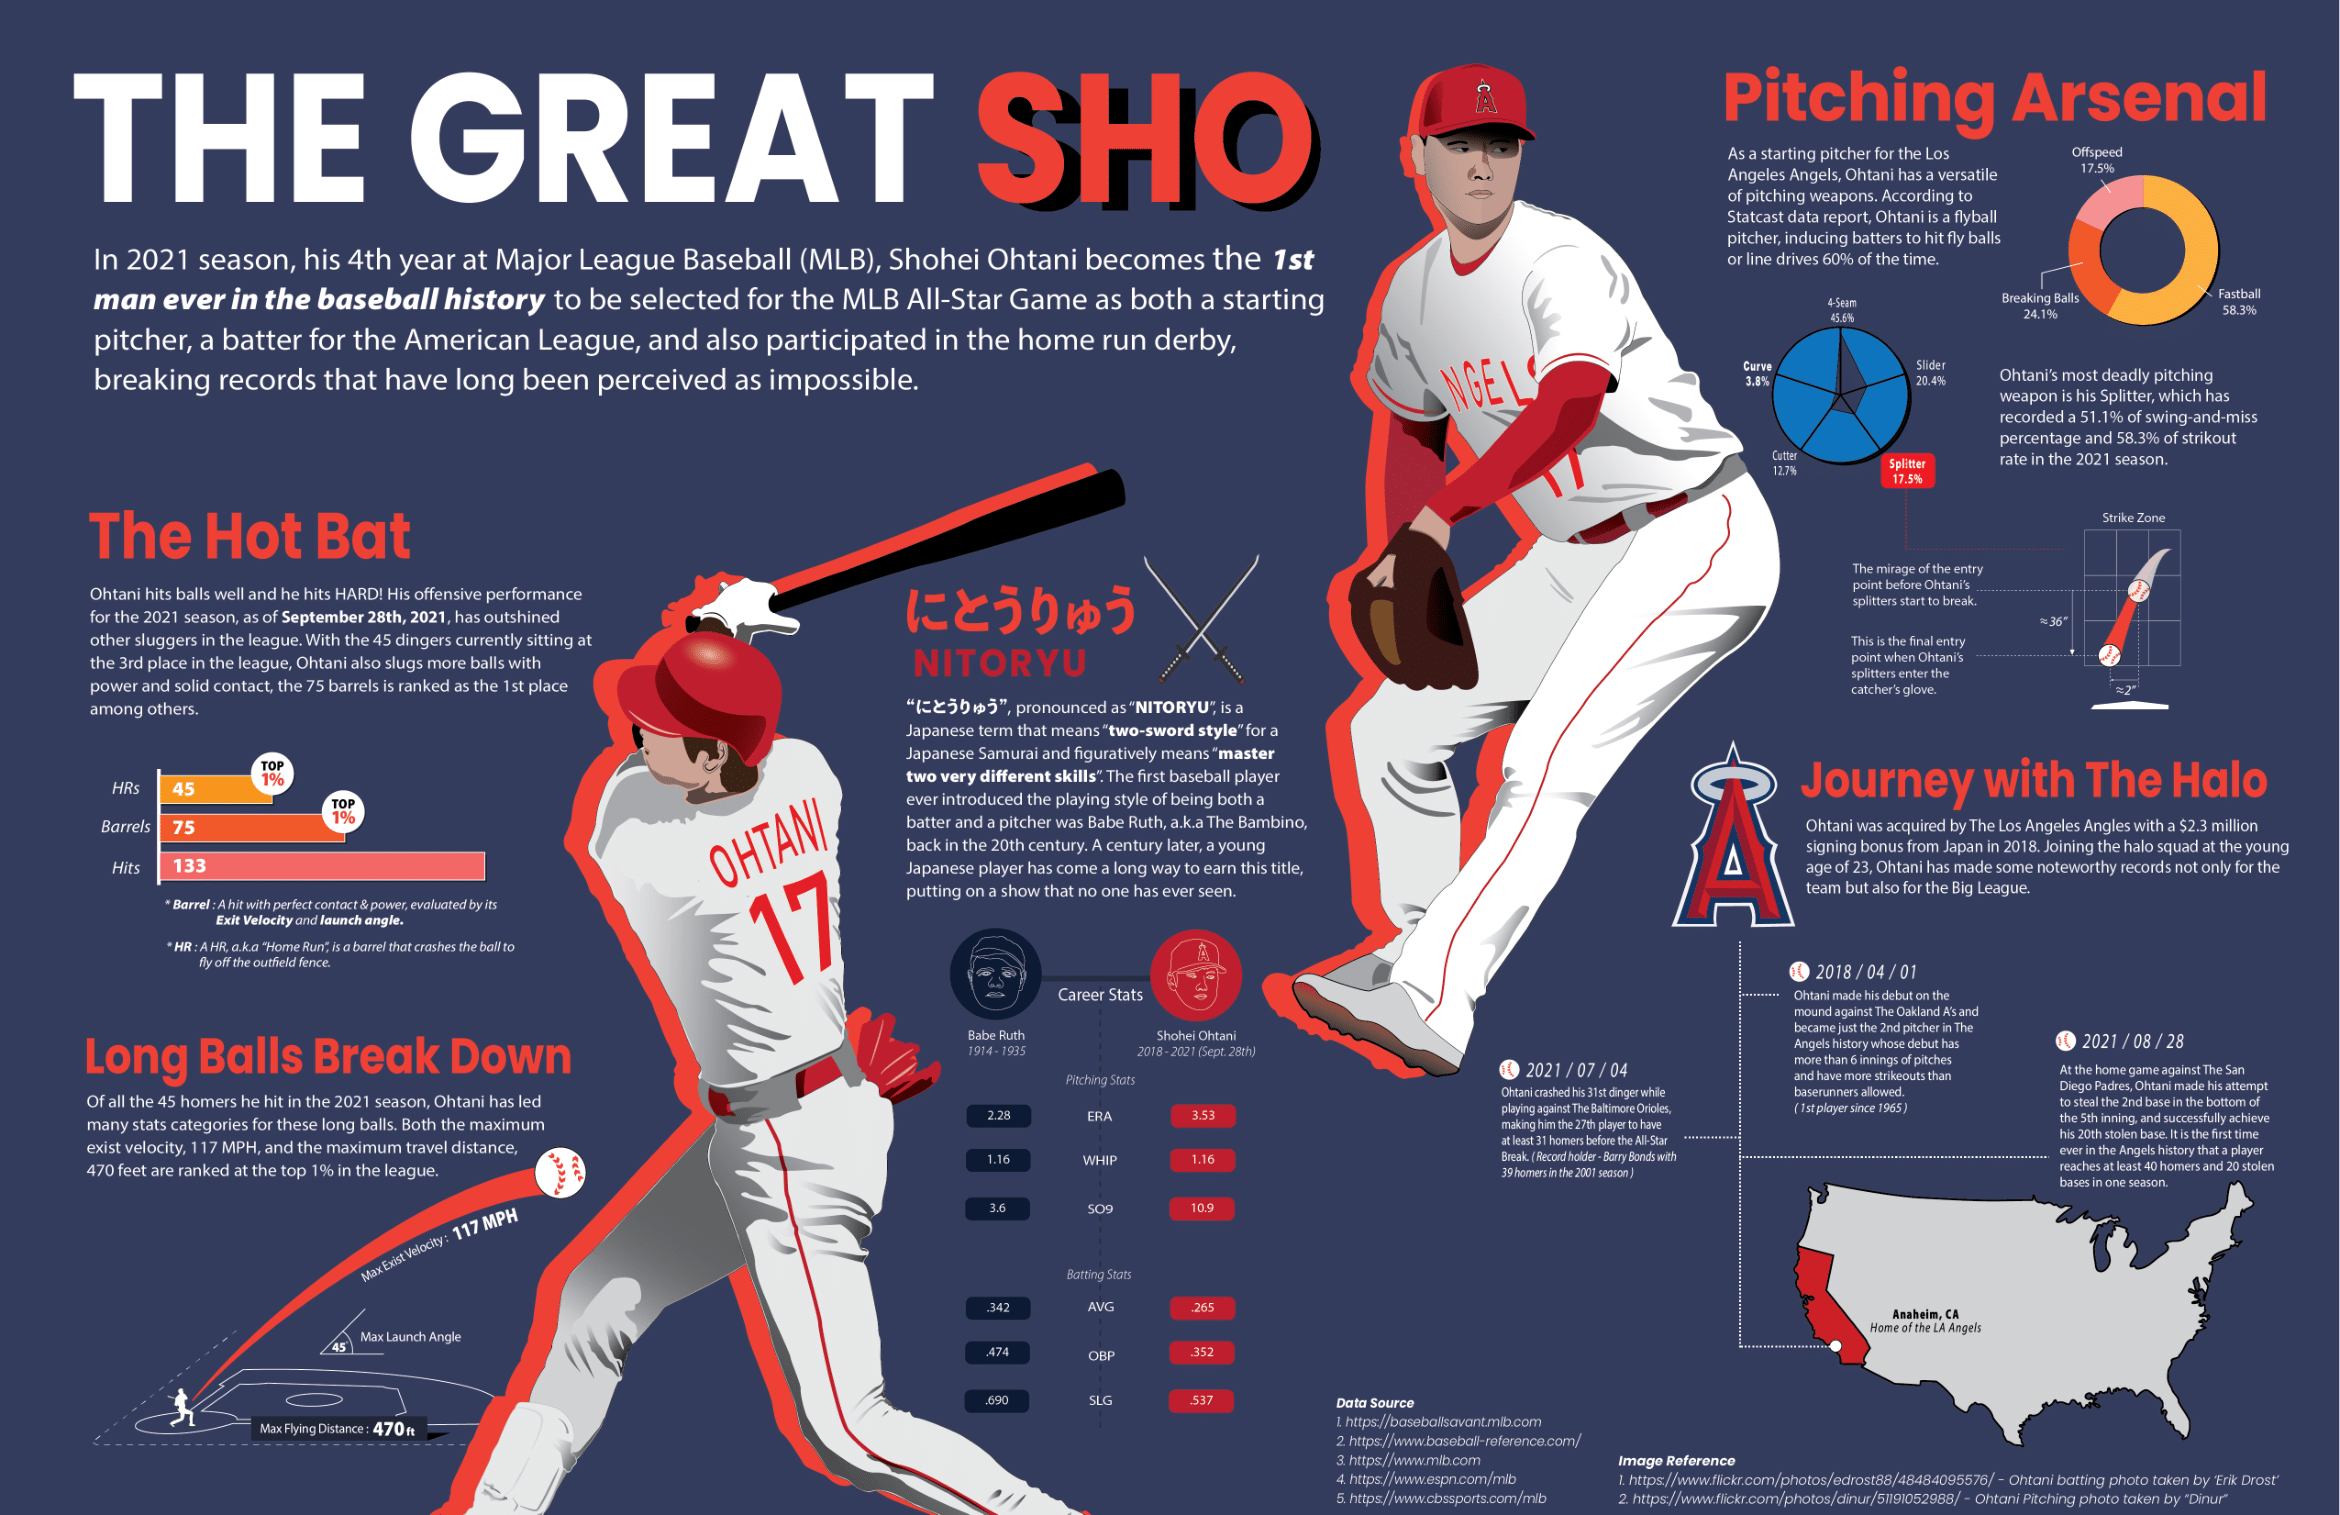 THE GREAT SHO
In 2021 season, his 4th year at Major League Baseball (MLB), Shohei Ohtani becomes the 1st
man ever in the baseball history to be selected for the MLB All-Star Game as both a starting
pitcher, a batter for the American League, and also participated in the home run derby,
breaking records that have long been perceived as impossible.
The Hot Bat
Ohtani hits balls well and he hits HARD! His offensive performance
for the 2021 season, as of September 28th, 2021, has outshined
other sluggers in the league. With the 45 dingers currently sitting at
the 3rd place in the league, Ohtani also slugs more balls with
power and solid contact, the 75 barrels is ranked as the 1st place
among others.
HRs 45 TOP 1%
Barrels 75 TOP 1%
Hits 133
* Barrel : A hit with perfect contact & power, evaluated by its
Exit Velocity and launch angle.
* HR : A HR, a.k.a "Home Run", is a barrel that crashes the ball to
fly off the outfield fence.
Long Balls Break Down
Of all the 45 homers he hit in the 2021 season, Ohtani has led
many stats categories for these long balls. Both the maximum
exist velocity, 117 MPH, and the maximum travel distance,
470 feet are ranked at the top 1% in the league.
Max Exist Velocity : 117 MPH
45° Max Launch Angle
Max Flying Distance : 470 ft
OHTANI
17
にとうりゅう
NITORYU
“にとうりゅう”, pronounced as “NITORYU”, is a
Japanese term that means “two-sword style” for a
Japanese Samurai and figuratively means “master
two very different skills”. The first baseball player
ever introduced the playing style of being both a
batter and a pitcher was Babe Ruth, a.k.a The Bambino,
back in the 20th century. A century later, a young
Japanese player has come a long way to earn this title,
putting on a show that no one has ever seen.
Career Stats
Babe Ruth
1914 - 1935
Shohei Ohtani
2018 - 2021 (Sept. 28th)
Pitching Stats
2.28 ERA 3.53
1.16 WHIP 1.16
3.6 SO9 10.9
Batting Stats
.342 AVG .265
.474 OBP .352
.690 SLG .537
A
NGELS
17
Pitching Arsenal
As a starting pitcher for the Los
Angeles Angels, Ohtani has a versatile
of pitching weapons. According to
Statcast data report, Ohtani is a flyball
pitcher, inducing batters to hit fly balls
or line drives 60% of the time.
Offspeed
17.5%
Breaking Balls
24.1%
Fastball
58.3%
4-Seam
45.6%
Curve
3.8%
Slider
20.4%
Cutter
12.7%
Splitter
17.5%
Ohtani’s most deadly pitching
weapon is his Splitter, which has
recorded a 51.1% of swing-and-miss
percentage and 58.3% of strikout
rate in the 2021 season.
Strike Zone
The mirage of the entry
point before Ohtani’s
splitters start to break.
≈36”
This is the final entry
point when Ohtani’s
splitters enter the
catcher’s glove.
≈2”
A
Journey with The Halo
Ohtani was acquired by The Los Angeles Angles with a $2.3 million
signing bonus from Japan in 2018. Joining the halo squad at the young
age of 23, Ohtani has made some noteworthy records not only for the
team but also for the Big League.
2018 / 04 / 01
Ohtani made his debut on the
mound against The Oakland A’s and
became just the 2nd pitcher in The
Angels history whose debut has
more than 6 innings of pitches
and have more strikeouts than
baserunners allowed.
( 1st player since 1965 )
2021 / 07 / 04
Ohtani crashed his 31st dinger while
playing against The Baltimore Orioles,
making him the 27th player to have
at least 31 homers before the All-Star
Break. ( Record holder - Barry Bonds with
39 homers in the 2001 season )
2021 / 08 / 28
At the home game against The San
Diego Padres, Ohtani made his attempt
to steal the 2nd base in the bottom of
the 5th inning, and successfully achieve
his 20th stolen base. It is the first time
ever in the Angels history that a player
reaches at least 40 homers and 20 stolen
bases in one season.
Anaheim, CA
Home of the LA Angels
Data Source
1. https://baseballsavant.mlb.com
2. https://www.baseball-reference.com/
3. https://www.mlb.com
4. https://www.espn.com/mlb
5. https://www.cbssports.com/mlb
Image Reference
1. https://www.flickr.com/photos/edrost88/48484095576/ - Ohtani batting photo taken by ‘Erik Drost’
2. https://www.flickr.com/photos/dinur/51191052988/ - Ohtani Pitching photo taken by “Dinur”